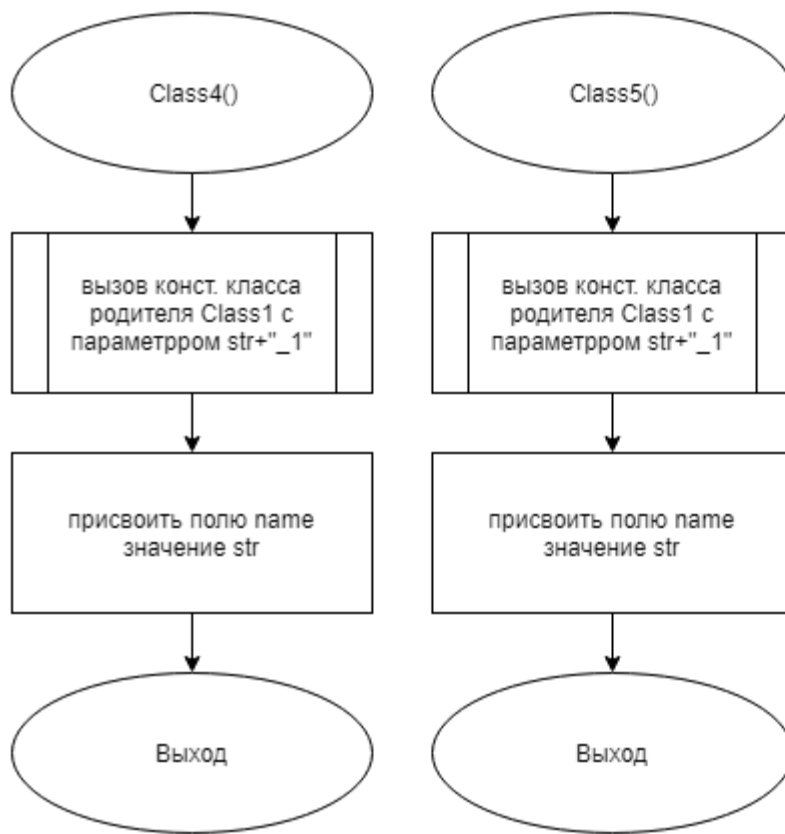 Class4()
вызов конст. класса
родителя Class1 с
параметрром str+"_1"
присвоить полю name
значение str
Выход
Class5()
вызов конст. класса
родителя Class1 с
параметрром str+"_1"
присвоить полю name
значение str
Выход